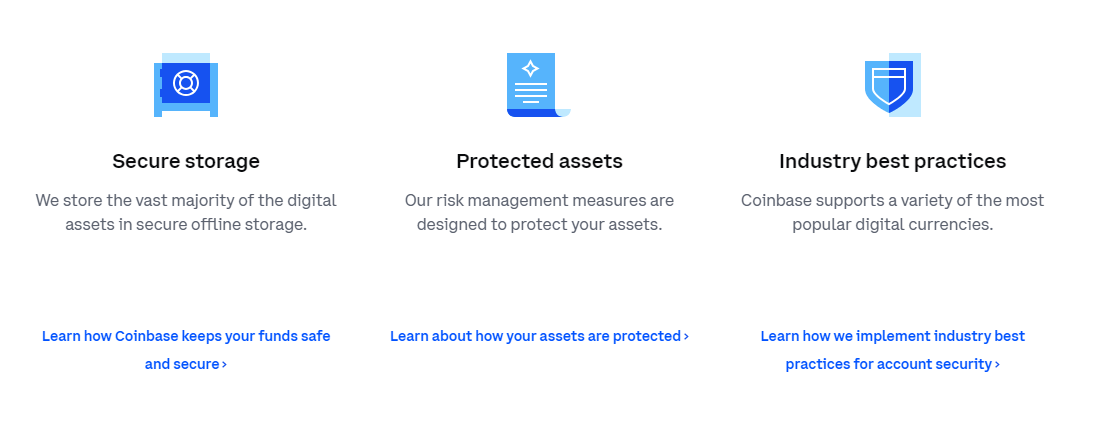 Secure storage
We store the vast majority of the digital
assets in secure offline storage.
Learn how Coinbase keeps your funds safe
and secure ›
Protected assets
Our risk management measures are
designed to protect your assets.
Learn about how your assets are protected ›
Industry best practices
Coinbase supports a variety of the most
popular digital currencies.
Learn how we implement industry best
practices for account security ›